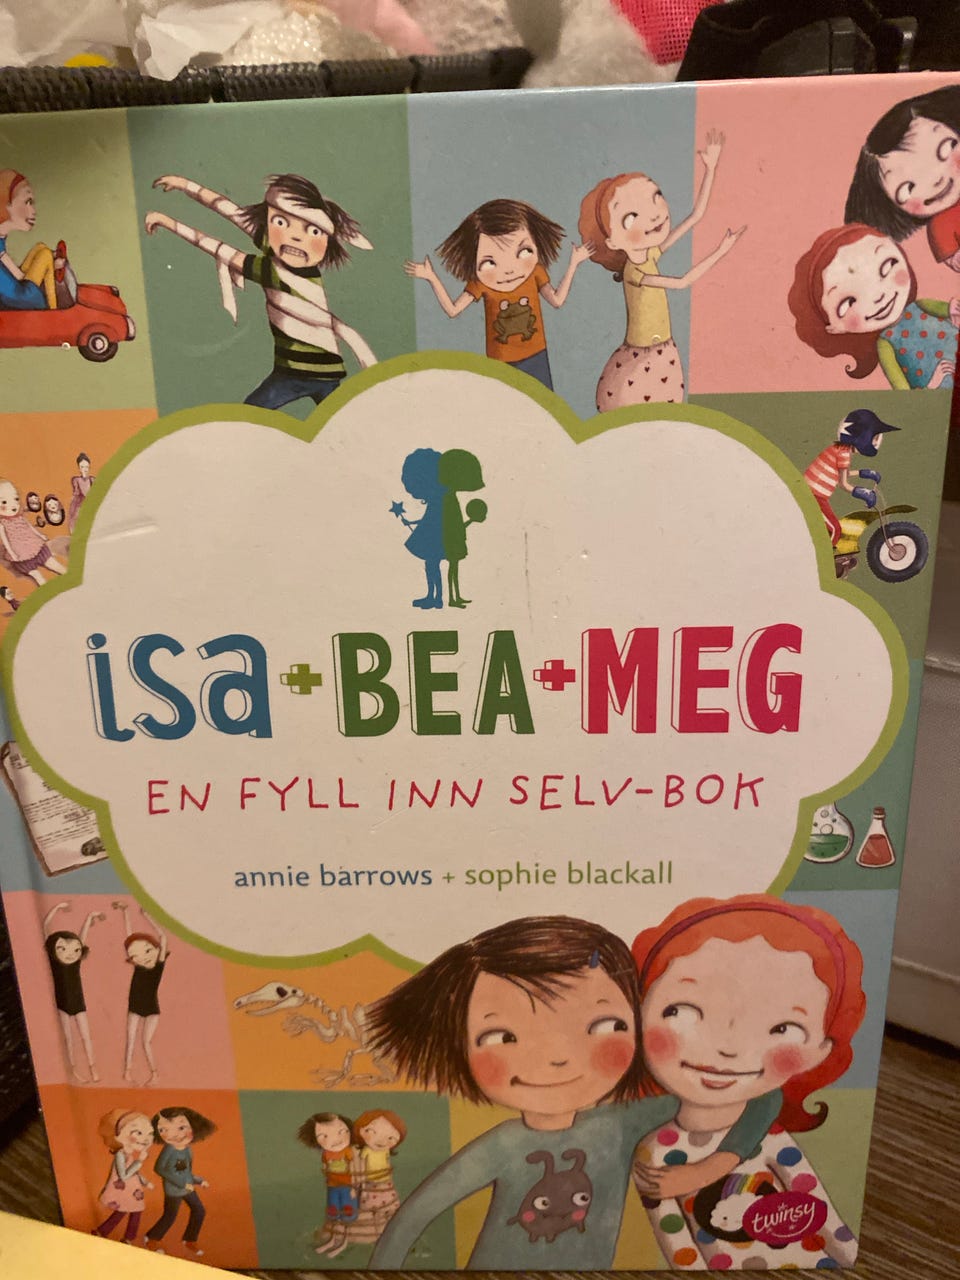 isa+BEA+MEG
EN FYLL INN SELV-BOK
annie barrows + sophie blackall
twinsy